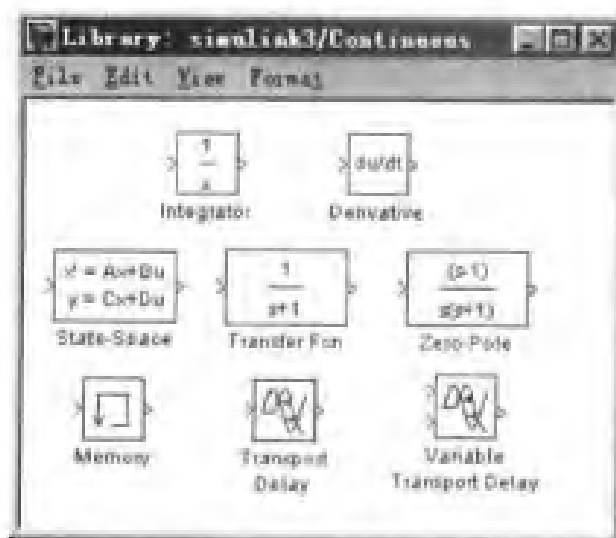 Library: simulink3/Continuous
File Edit View Format
1
s
du/dt
Integrator Derivative
x' = Ax+Bu
y = Cx+Du
1
s+1
(s-1)
s(s+1)
State-Space Transfer Fcn Zero-Pole
Memory Transport Delay Variable Transport Delay